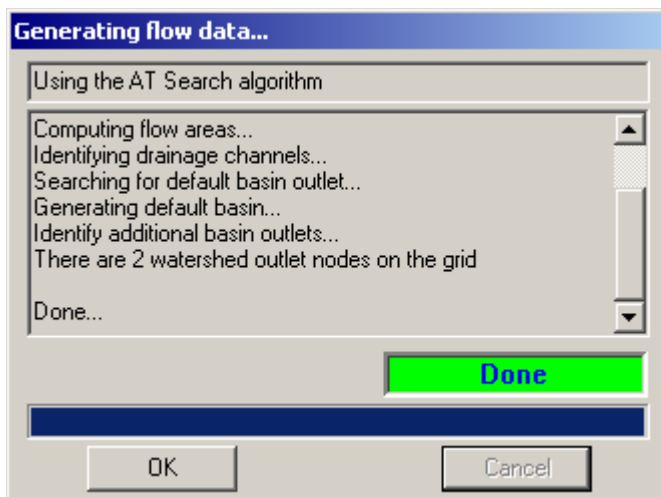 Generating flow data...
Using the AT Search algorithm
Computing flow areas...
Identifying drainage channels...
Searching for default basin outlet...
Generating default basin...
Identify additional basin outlets...
There are 2 watershed outlet nodes on the grid
Done...
Done
OK
Cancel